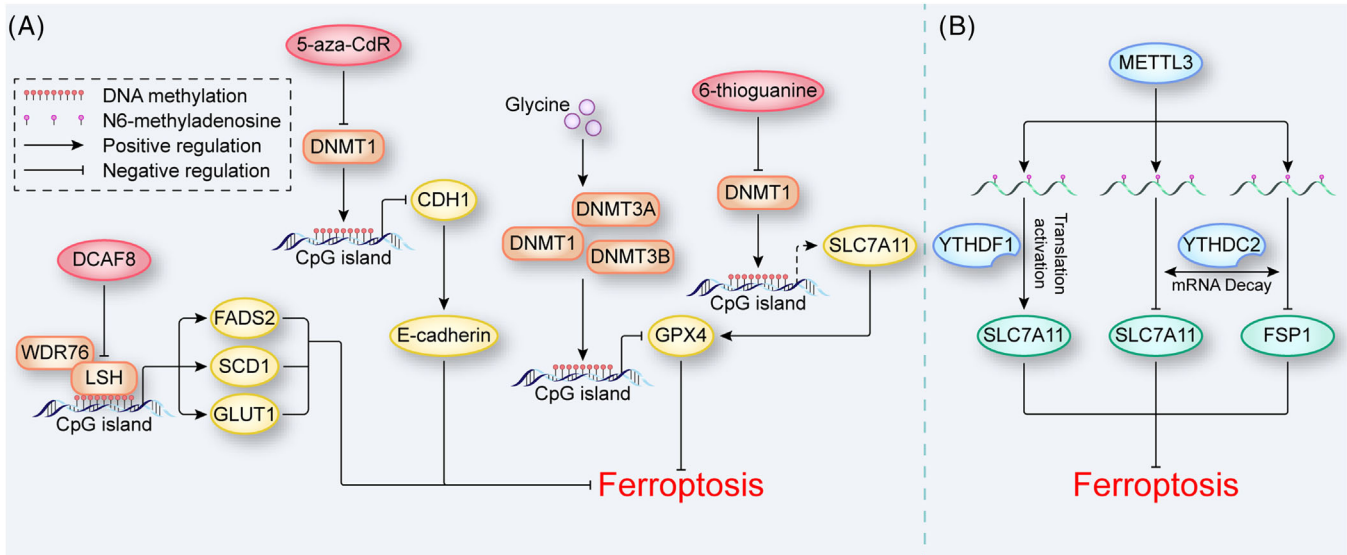 (A)
5-aza-CdR
DNA methylation
N6-methyladenosine
Positive regulation
Negative regulation
DNMT1
CDH1
CpG island
E-cadherin
DCAF8
WDR76
LSH
CpG island
FADS2
SCD1
GLUT1
Glycine
DNMT3A
DNMT1
DNMT3B
CpG island
6-thioguanine
DNMT1
CpG island
SLC7A11
GPX4
Ferroptosis
(B)
METTL3
YTHDF1
Translation
activation
YTHDC2
mRNA Decay
SLC7A11
SLC7A11
FSP1
Ferroptosis